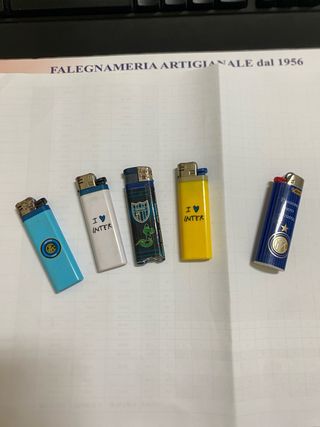 FALEGNAMERIA ARTIGIANALE dal 1956
I
INTER
I
INTER